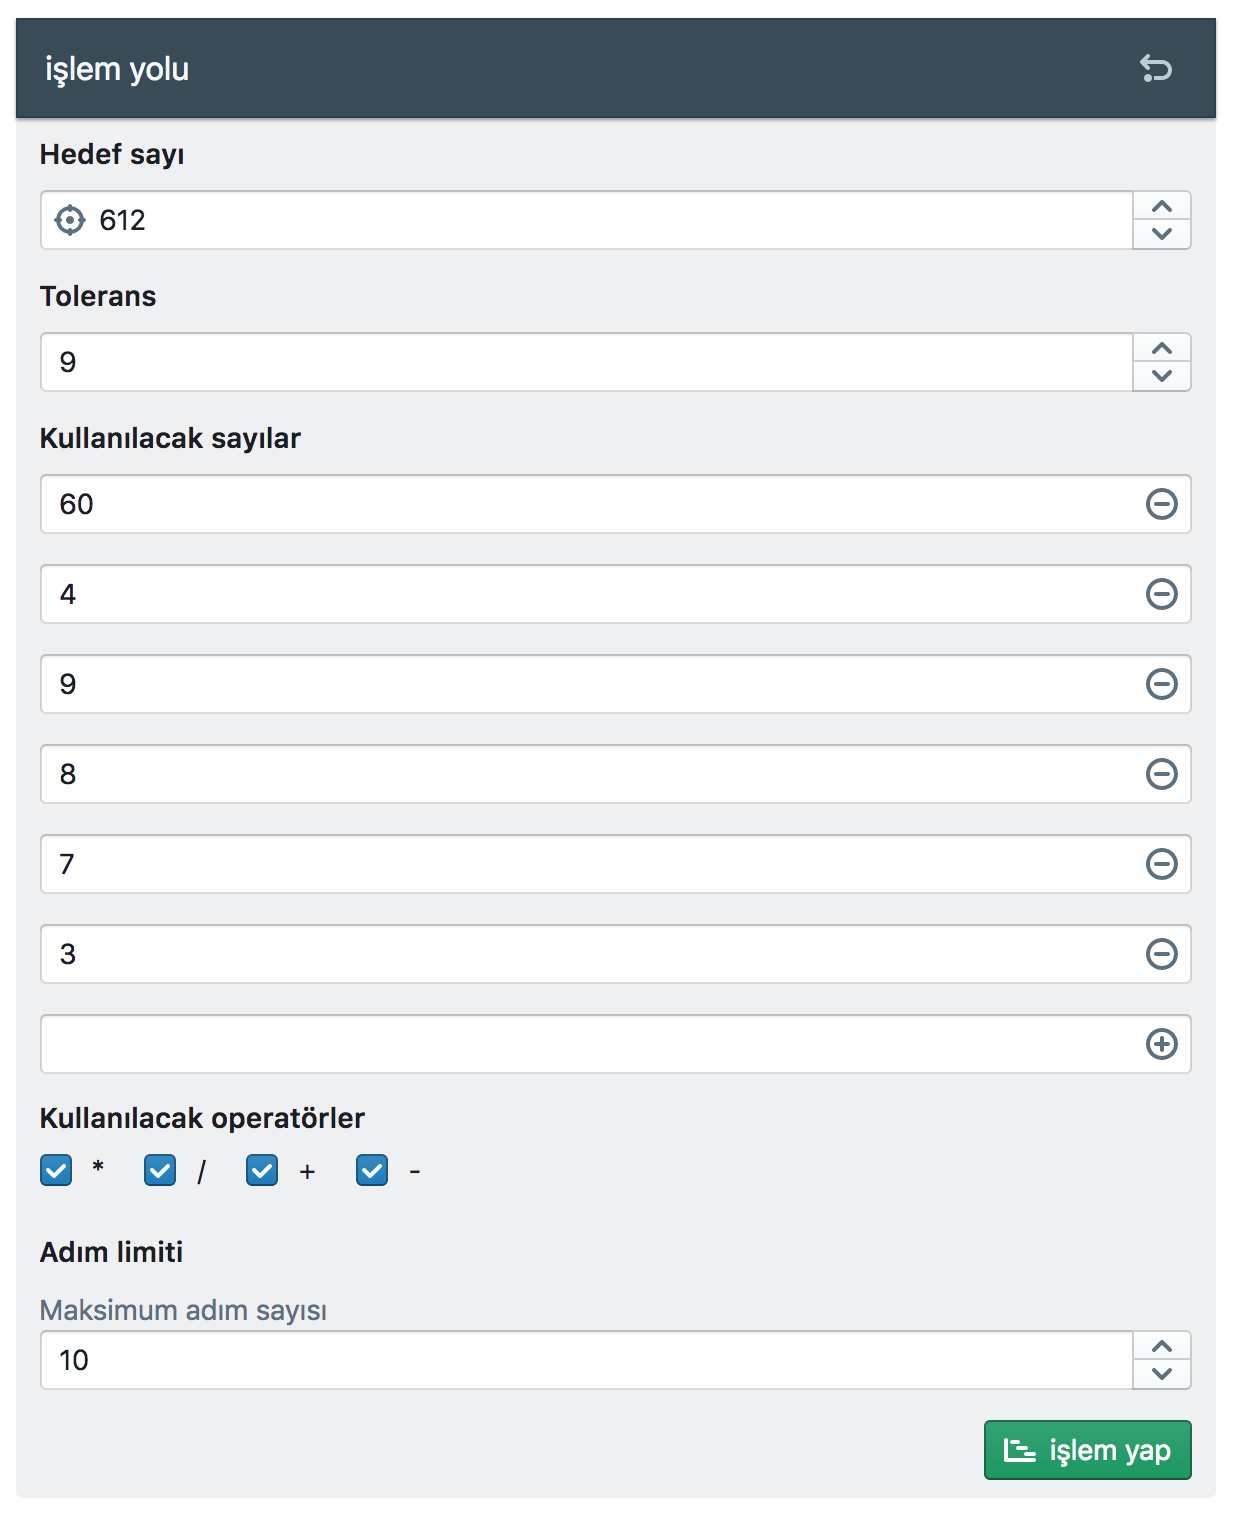 işlem yolu
Hedef sayı
612
Tolerans
9
Kullanılacak sayılar
60
4
9
8
7
3
Kullanılacak operatörler
* / + -
Adım limiti
Maksimum adım sayısı
10
işlem yap